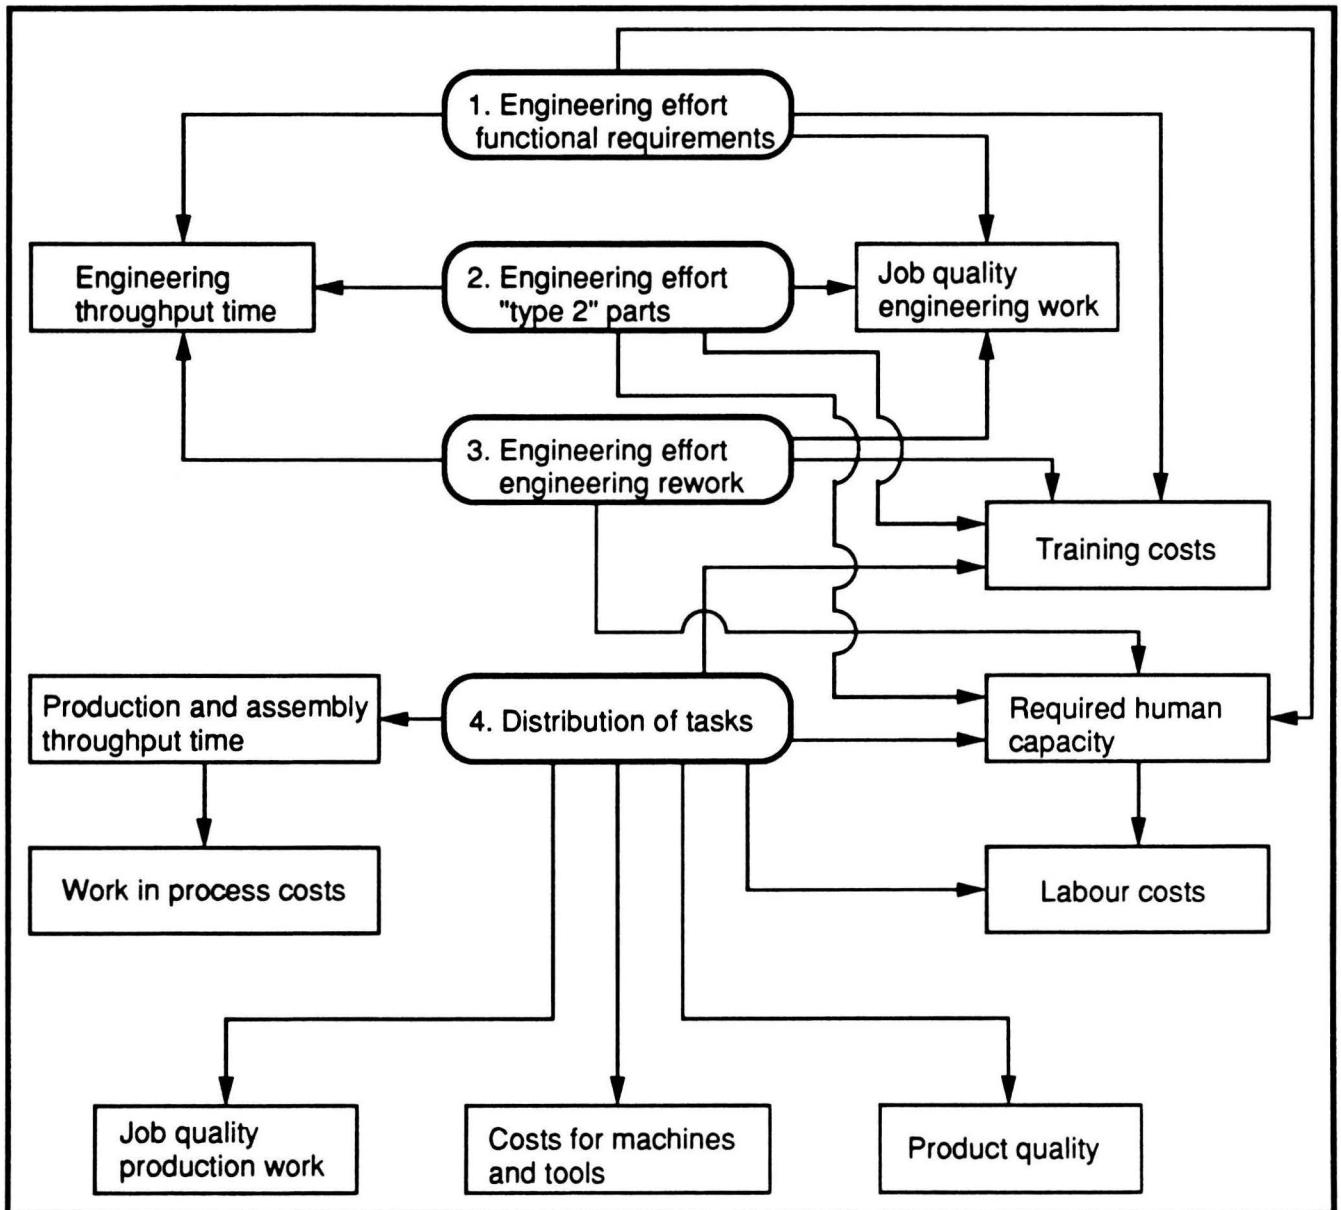 1. Engineering effort
functional requirements
Engineering
throughput time
2. Engineering effort
"type 2" parts
Job quality
engineering work
3. Engineering effort
engineering rework
Training costs
Production and assembly
throughput time
4. Distribution of tasks
Required human
capacity
Work in process costs
Labour costs
Job quality
production work
Costs for machines
and tools
Product quality